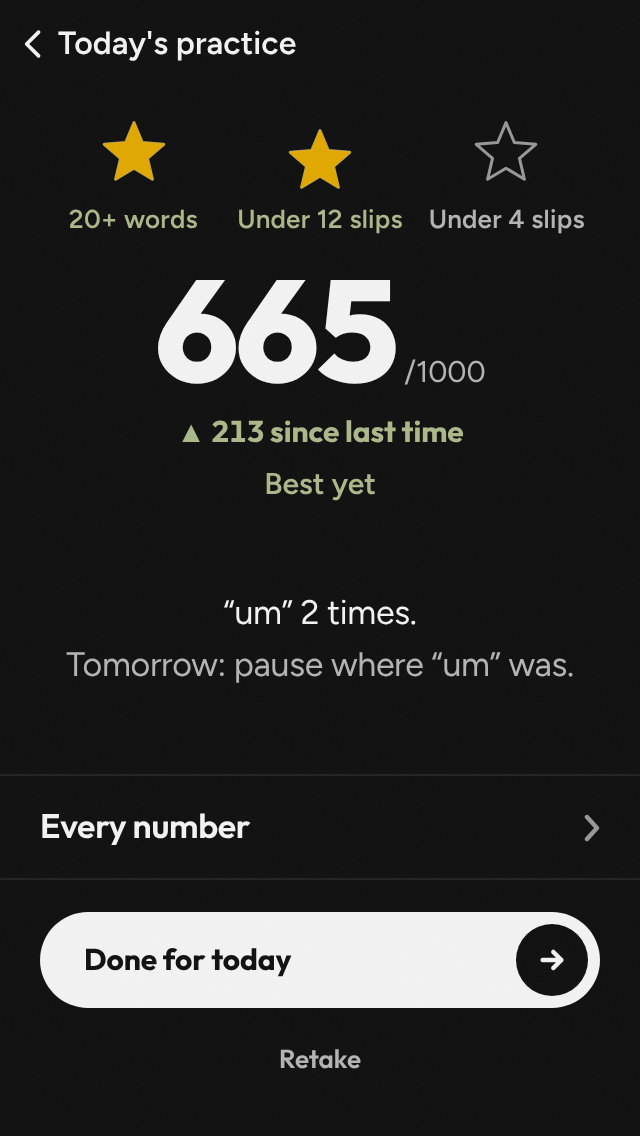 Today's practice
20+ words
Under 12 slips
Under 4 slips
665/1000
▲ 213 since last time
Best yet
“um” 2 times.
Tomorrow: pause where “um” was.
Every number
Done for today
Retake